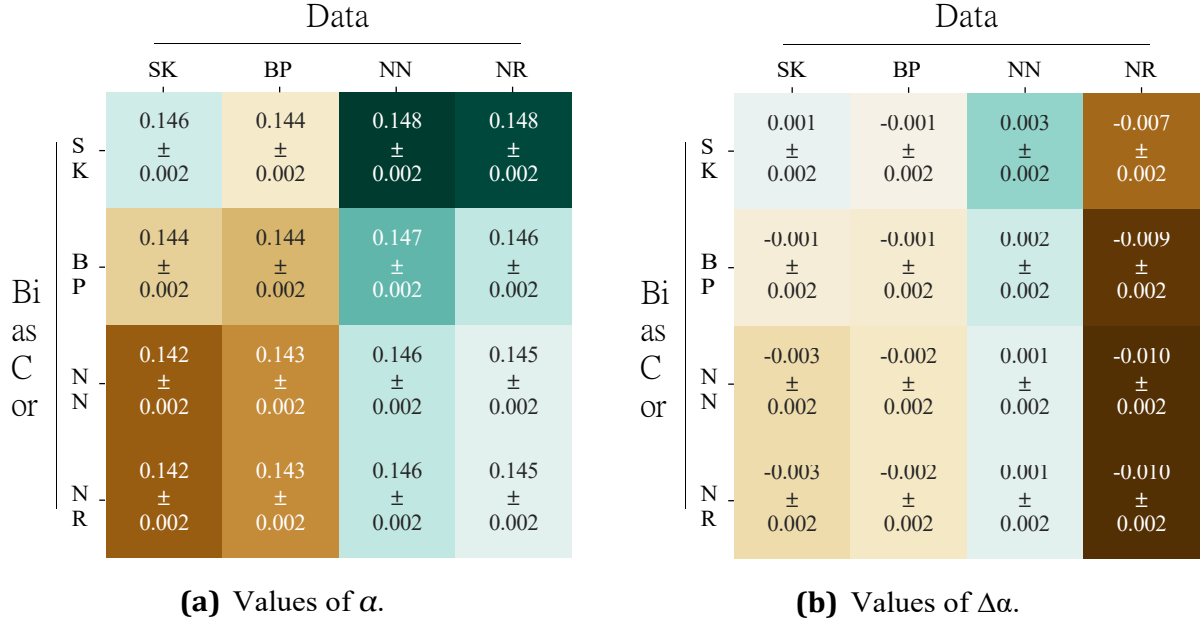 Data
SK BP NN NR
Bi
as
C
or
S
K
0.146 0.144 0.148 0.148
± ± ± ±
0.002 0.002 0.002 0.002
B
P
0.144 0.144 0.147 0.146
± ± ± ±
0.002 0.002 0.002 0.002
N
N
0.142 0.143 0.146 0.145
± ± ± ±
0.002 0.002 0.002 0.002
N
R
0.142 0.143 0.146 0.145
± ± ± ±
0.002 0.002 0.002 0.002
(a) Values of α.
Data
SK BP NN NR
Bi
as
C
or
S
K
0.001 -0.001 0.003 -0.007
± ± ± ±
0.002 0.002 0.002 0.002
B
P
-0.001 -0.001 0.002 -0.009
± ± ± ±
0.002 0.002 0.002 0.002
N
N
-0.003 -0.002 0.001 -0.010
± ± ± ±
0.002 0.002 0.002 0.002
N
R
-0.003 -0.002 0.001 -0.010
± ± ± ±
0.002 0.002 0.002 0.002
(b) Values of Δα.